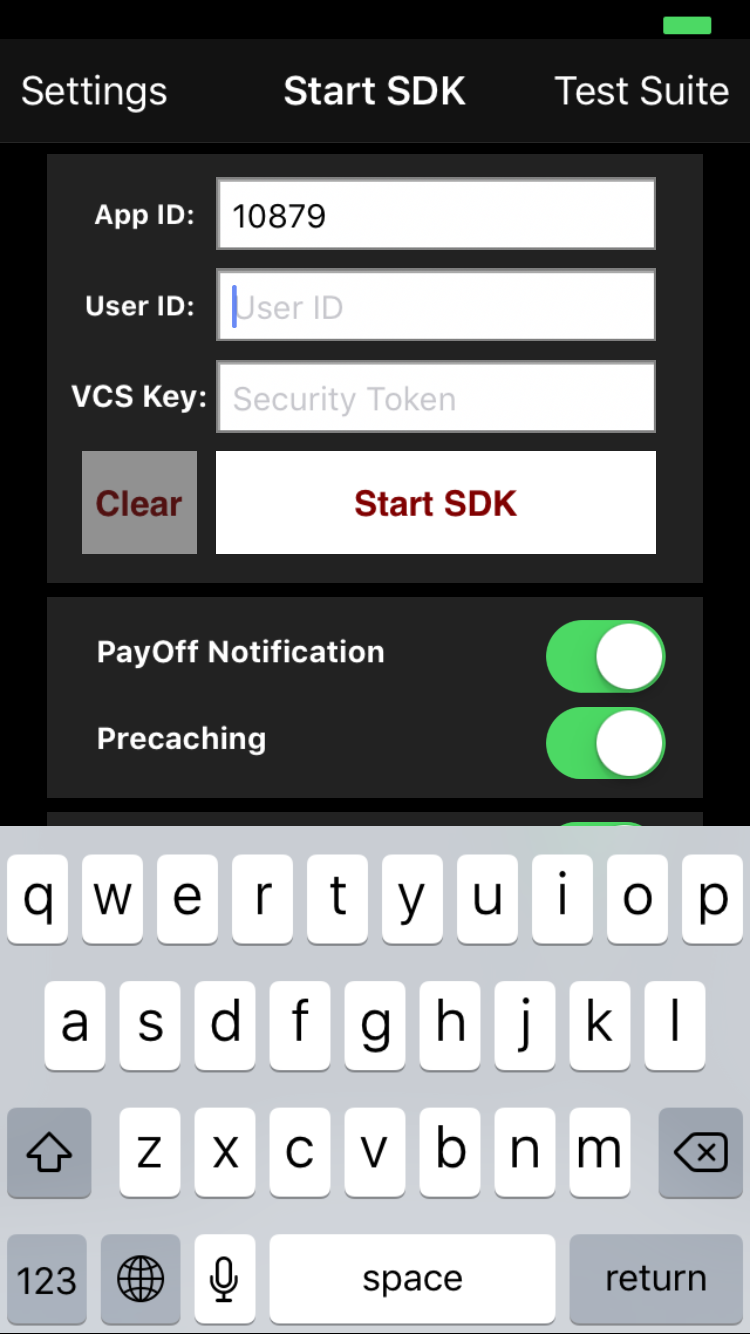 Settings Start SDK Test Suite
App ID: 10879
User ID: User ID
VCS Key: Security Token
Clear Start SDK
PayOff Notification
Precaching
q w e r t y u i o p
a s d f g h j k l
z x c v b n m
123 space return